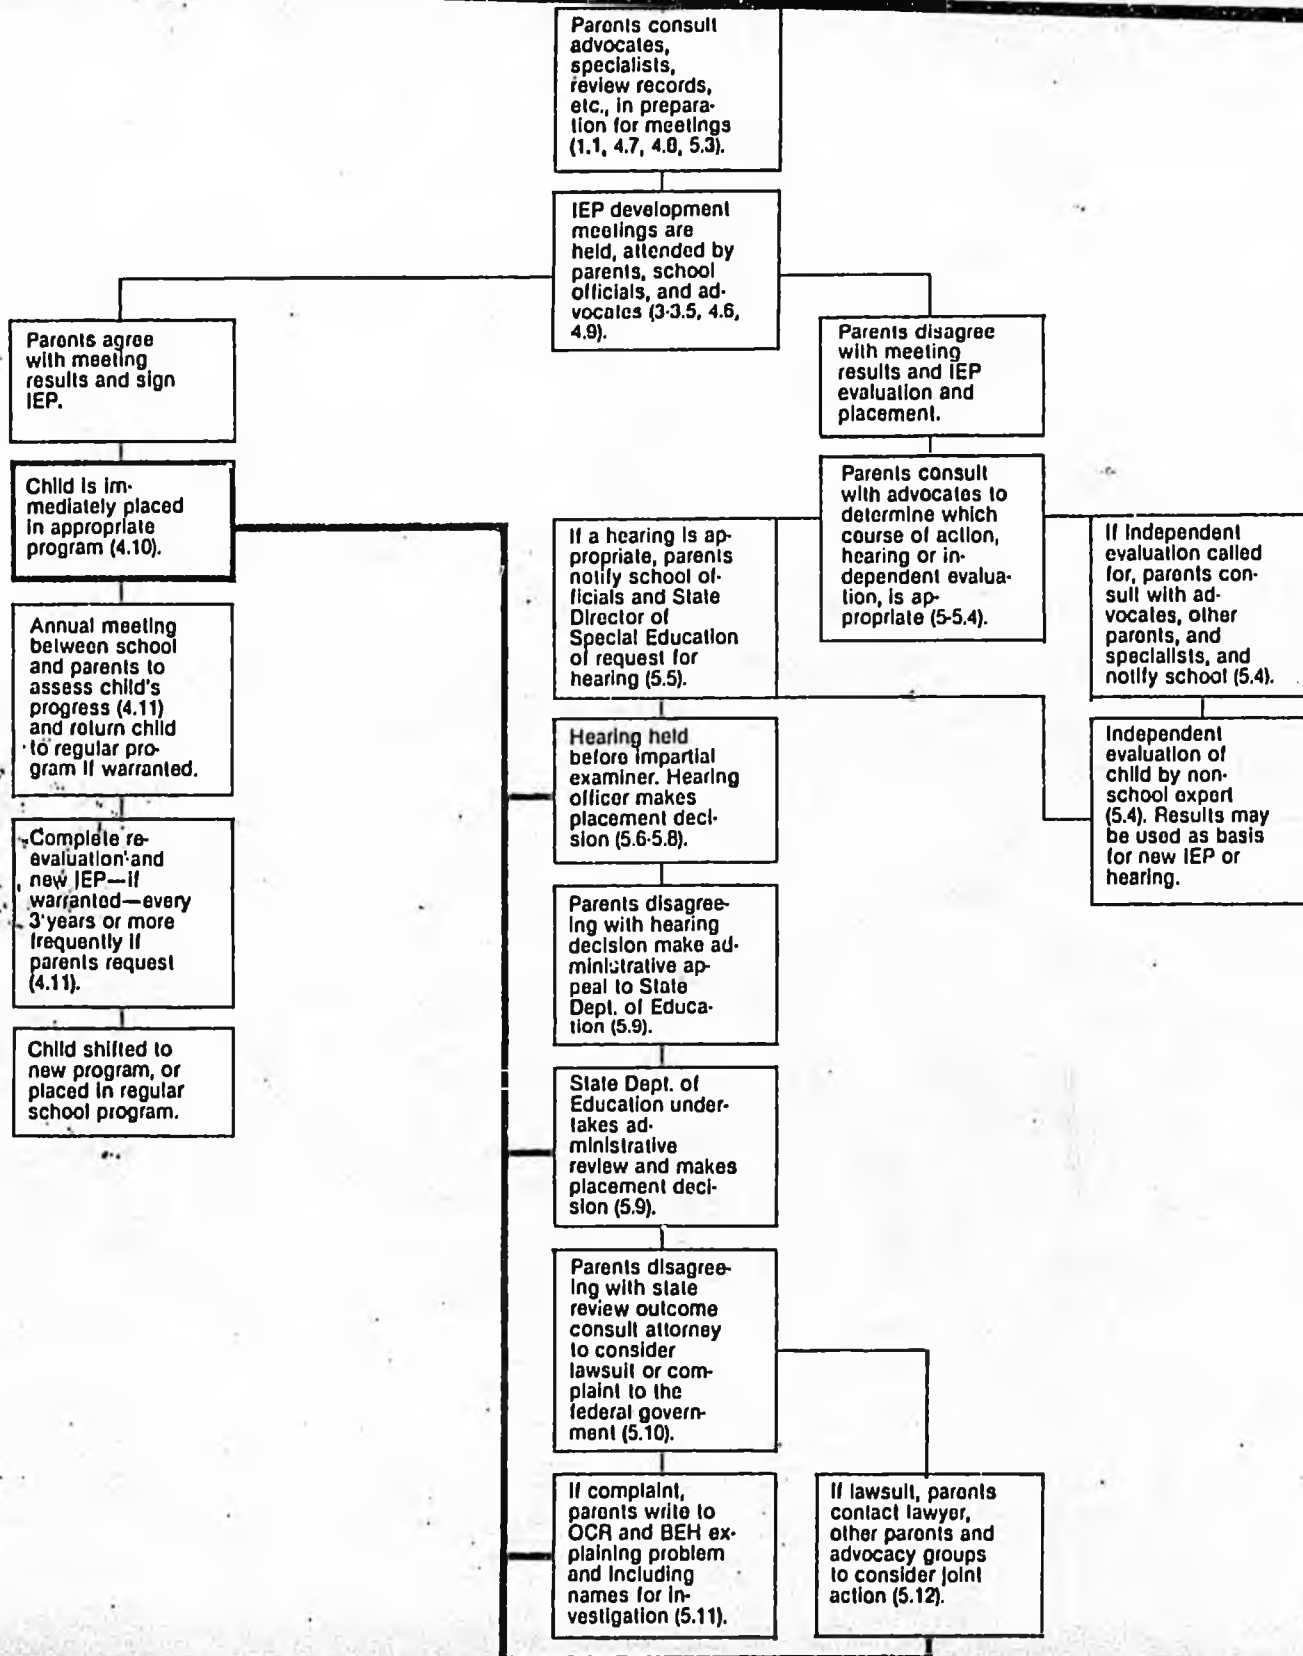 Parents consult
advocates,
specialists,
review records,
etc., in prepara-
tion for meetings
(1.1, 4.7, 4.8, 5.3).
IEP development
meetings are
held, attended by
parents, school
officials, and ad-
vocates (3-3.5, 4.6,
4.9).
Parents agree
with meeting
results and sign
IEP.
Child is im-
mediately placed
in appropriate
program (4.10).
Annual meeting
between school
and parents to
assess child's
progress (4.11)
and return child
to regular pro-
gram if warranted.
Complete re-
evaluation and
new IEP—if
warranted—every
3 years or more
frequently if
parents request
(4.11).
Child shifted to
new program, or
placed in regular
school program.
Parents disagree
with meeting
results and IEP
evaluation and
placement.
Parents consult
with advocates to
determine which
course of action,
hearing or in-
dependent evalua-
tion, is ap-
propriate (5-5.4).
If a hearing is ap-
propriate, parents
notify school of-
ficials and State
Director of
Special Education
of request for
hearing (5.5).
Hearing held
before impartial
examiner. Hearing
officer makes
placement deci-
sion (5.6-5.8).
Parents disagree-
ing with hearing
decision make ad-
ministrative ap-
peal to State
Dept. of Educa-
tion (5.9).
State Dept. of
Education under-
takes ad-
ministrative
review and makes
placement deci-
sion (5.9).
Parents disagree-
ing with state
review outcome
consult attorney
to consider
lawsuit or com-
plaint to the
federal govern-
ment (5.10).
If complaint,
parents write to
OCR and BEH ex-
plaining problem
and including
names for in-
vestigation (5.11).
If lawsuit, parents
contact lawyer,
other parents and
advocacy groups
to consider joint
action (5.12).
If independent
evaluation called
for, parents con-
sult with ad-
vocates, other
parents, and
specialists, and
notify school (5.4).
Independent
evaluation of
child by non-
school expert
(5.4). Results may
be used as basis
for new IEP or
hearing.